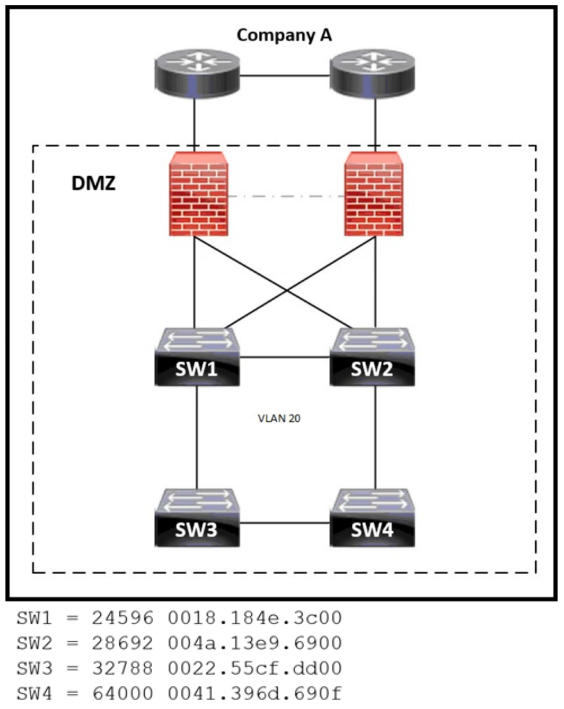 Company A
DMZ
SW1
SW2
VLAN 20
SW3
SW4
SW1 = 24596 0018.184e.3c00
SW2 = 28692 004a.13e9.6900
SW3 = 32788 0022.55cf.dd00
SW4 = 64000 0041.396d.690f